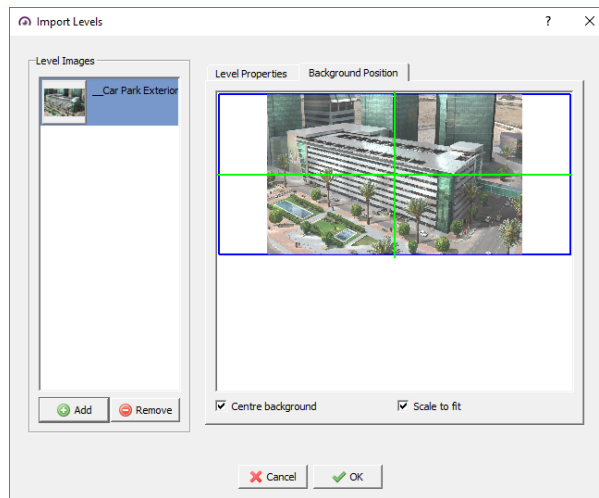 Import Levels
?
Level Images
__Car Park Exterior
Level Properties
Background Position
Centre background
Scale to fit
Add
Remove
Cancel
OK